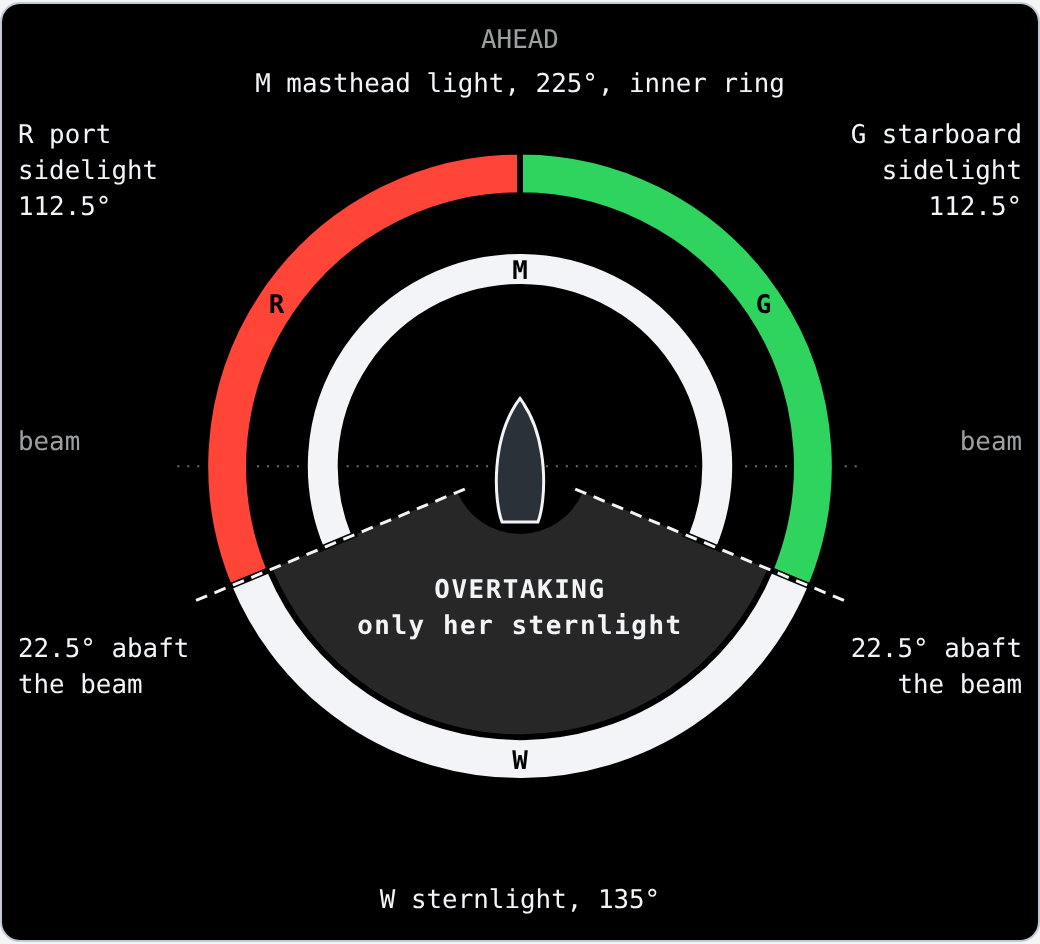 AHEAD
M masthead light, 225°, inner ring
R port
sidelight
112.5°
G starboard
sidelight
112.5°
M
R
G
beam
beam
OVERTAKING
only her sternlight
22.5° abaft
the beam
22.5° abaft
the beam
W
W sternlight, 135°